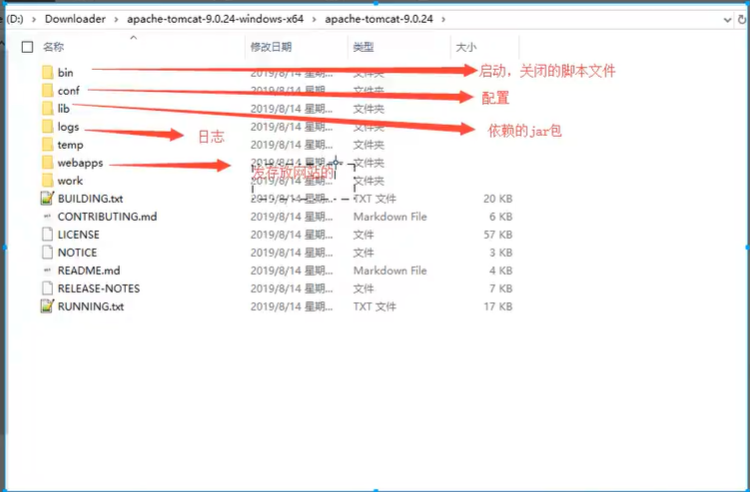 (D:) › Downloader › apache-tomcat-9.0.24-windows-x64 › apache-tomcat-9.0.24 ›
名称 修改日期 类型 大小
bin 2019/8/14 星期... 文件夹 启动，关闭的脚本文件
conf 2019/8/14 星期... 文件夹 配置
lib 2019/8/14 星期... 文件夹 依赖的jar包
logs 日志 2019/8/14 星期... 文件夹
temp 2019/8/14 星期... 文件夹
webapps 2019/8/14 星期... 文件夹
发存放网站的
work 2019/8/14 星期... 文件夹
BUILDING.txt 2019/8/14 星期... TXT 文件 20 KB
CONTRIBUTING.md 2019/8/14 星期... Markdown File 6 KB
LICENSE 2019/8/14 星期... 文件 57 KB
NOTICE 2019/8/14 星期... 文件 3 KB
README.md 2019/8/14 星期... Markdown File 4 KB
RELEASE-NOTES 2019/8/14 星期... 文件 7 KB
RUNNING.txt 2019/8/14 星期... TXT 文件 17 KB